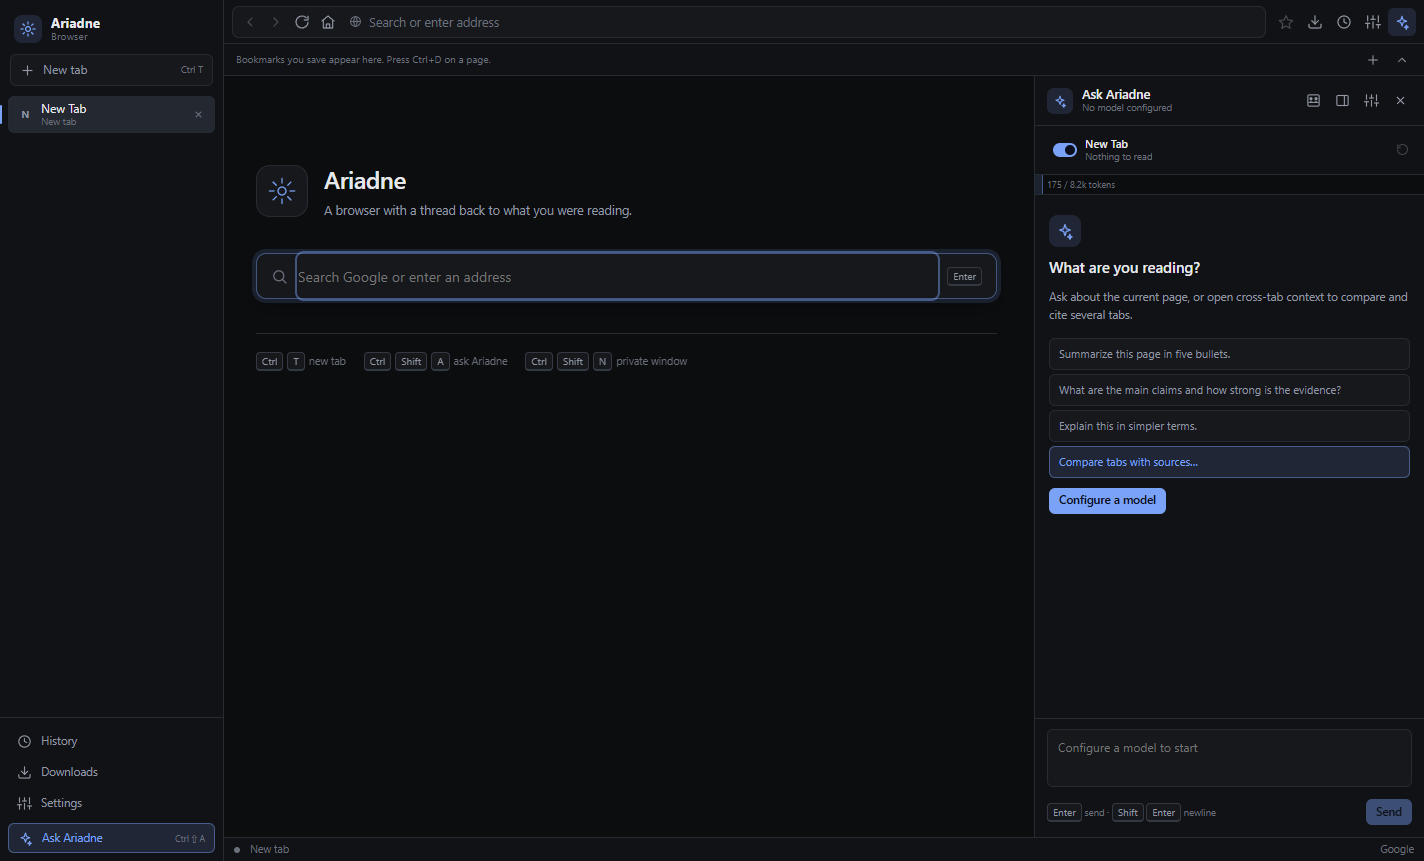 Ariadne
Browser
New tab Ctrl T
N New Tab
New tab
History
Downloads
Settings
Ask Ariadne Ctrl ⇧ A
Search or enter address
Bookmarks you save appear here. Press Ctrl+D on a page.
Ariadne
A browser with a thread back to what you were reading.
Search Google or enter an address Enter
Ctrl T new tab Ctrl Shift A ask Ariadne Ctrl Shift N private window
Ask Ariadne
No model configured
New Tab
Nothing to read
175 / 8.2k tokens
What are you reading?
Ask about the current page, or open cross-tab context to compare and
cite several tabs.
Summarize this page in five bullets.
What are the main claims and how strong is the evidence?
Explain this in simpler terms.
Compare tabs with sources...
Configure a model
Configure a model to start
Enter send · Shift Enter newline Send
New tab Google